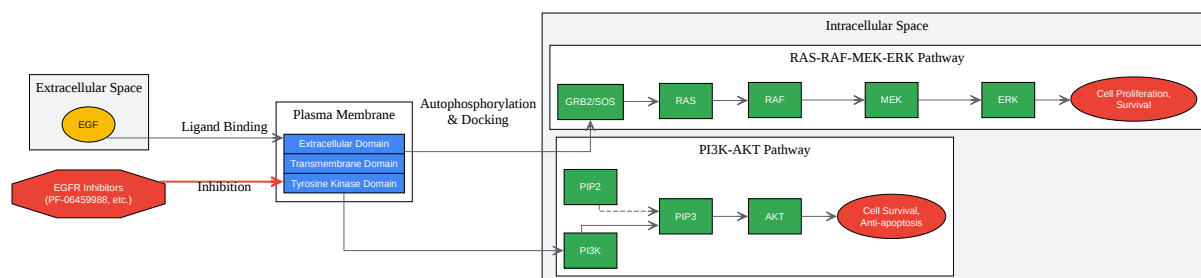 Intracellular Space
RAS-RAF-MEK-ERK Pathway
Extracellular Space
EGF
Ligand Binding
Plasma Membrane
Extracellular Domain
Transmembrane Domain
Tyrosine Kinase Domain
Autophosphorylation
& Docking
GRB2/SOS
RAS
RAF
MEK
ERK
Cell Proliferation,
Survival
EGFR Inhibitors
(PF-06459988, etc.)
Inhibition
PI3K-AKT Pathway
PIP2
PI3K
PIP3
AKT
Cell Survival,
Anti-apoptosis